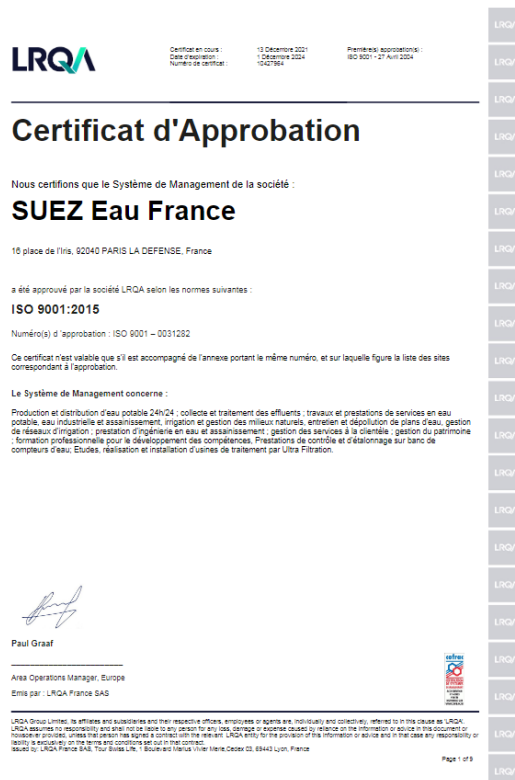 LRQA
Certificat en cours : 13 Décembre 2021 Première(s) approbation(s) :
Date d'expiration : 1 Décembre 2024 ISO 9001 - 27 Avril 2004
Numéro de certificat : 10427964
Certificat d'Approbation
Nous certifions que le Système de Management de la société :
SUEZ Eau France
16 place de l'Iris, 92040 PARIS LA DEFENSE, France
a été approuvé par la société LRQA selon les normes suivantes :
ISO 9001:2015
Numéro(s) d 'approbation : ISO 9001 – 0031282
Ce certificat n'est valable que s'il est accompagné de l'annexe portant le même numéro, et sur laquelle figure la liste des sites
correspondant à l'approbation.
Le Système de Management concerne :
Production et distribution d'eau potable 24h/24 ; collecte et traitement des effluents ; travaux et prestations de services en eau
potable, eau industrielle et assainissement, irrigation et gestion des milieux naturels, entretien et dépollution de plans d'eau, gestion
de réseaux d'irrigation ; prestation d'ingénierie en eau et assainissement ; gestion des services à la clientèle ; gestion du patrimoine
; formation professionnelle pour le développement des compétences, Prestations de contrôle et d'étalonnage sur banc de
compteurs d'eau; Etudes, réalisation et installation d'usines de traitement par Ultra Filtration.
Paul Graaf
Area Operations Manager, Europe
Emis par : LRQA France SAS
cofrac
LRQA Group Limited, its affiliates and subsidiaries and their respective officers, employees or agents are, individually and collectively, referred to in this clause as 'LRQA'.
LRQA assumes no responsibility and shall not be liable to any person for any loss, damage or expense caused by reliance on the information or advice in this document or
howsoever provided, unless that person has signed a contract with the relevant LRQA entity for the provision of this information or advice and in that case any responsibility or
liability is exclusively on the terms and conditions set out in that contract.
Issued by: LRQA France SAS, Tour Swiss Life, 1 Boulevard Marius Vivier Merle,Cedex 03, 69443 Lyon, France
Page 1 of 9